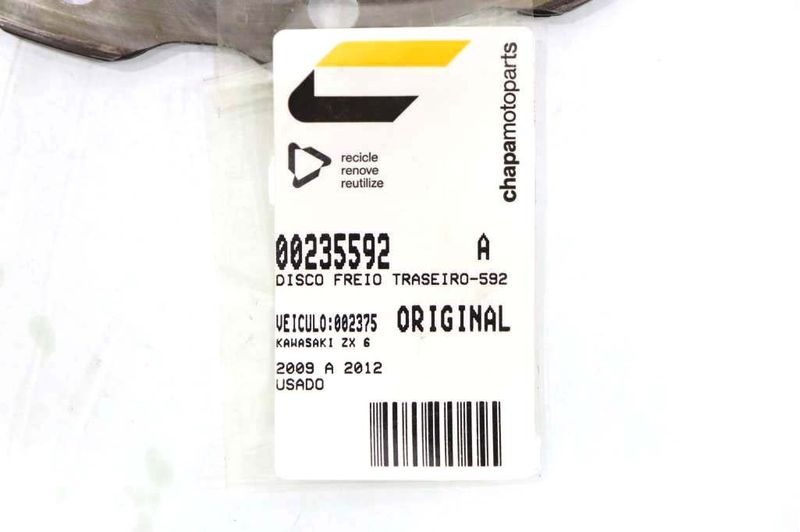 chapamotoparts
recicle
renove
reutilize
00235592 A
DISCO FREIO TRASEIRO-592
VEICULO:002375 ORIGINAL
KAWASAKI ZX 6
2009 A 2012
USADO